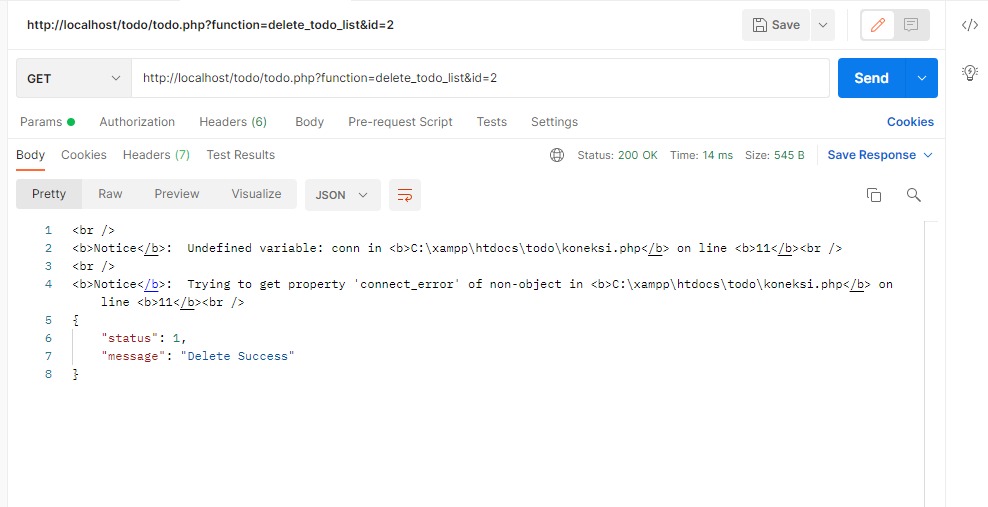 http://localhost/todo/todo.php?function=delete_todo_list&id=2
Save
GET
http://localhost/todo/todo.php?function=delete_todo_list&id=2
Send
Params
Authorization
Headers (6)
Body
Pre-request Script
Tests
Settings
Cookies
Body
Cookies
Headers (7)
Test Results
Status: 200 OK
Time: 14 ms
Size: 545 B
Save Response
Pretty
Raw
Preview
Visualize
JSON
1 <br />
2 <b>Notice</b>:  Undefined variable: conn in <b>C:\xampp\htdocs\todo\koneksi.php</b> on line <b>11</b><br />
3 <br />
4 <b>Notice</b>:  Trying to get property 'connect_error' of non-object in <b>C:\xampp\htdocs\todo\koneksi.php</b> on
line <b>11</b><br />
5 {
6 "status": 1,
7 "message": "Delete Success"
8 }